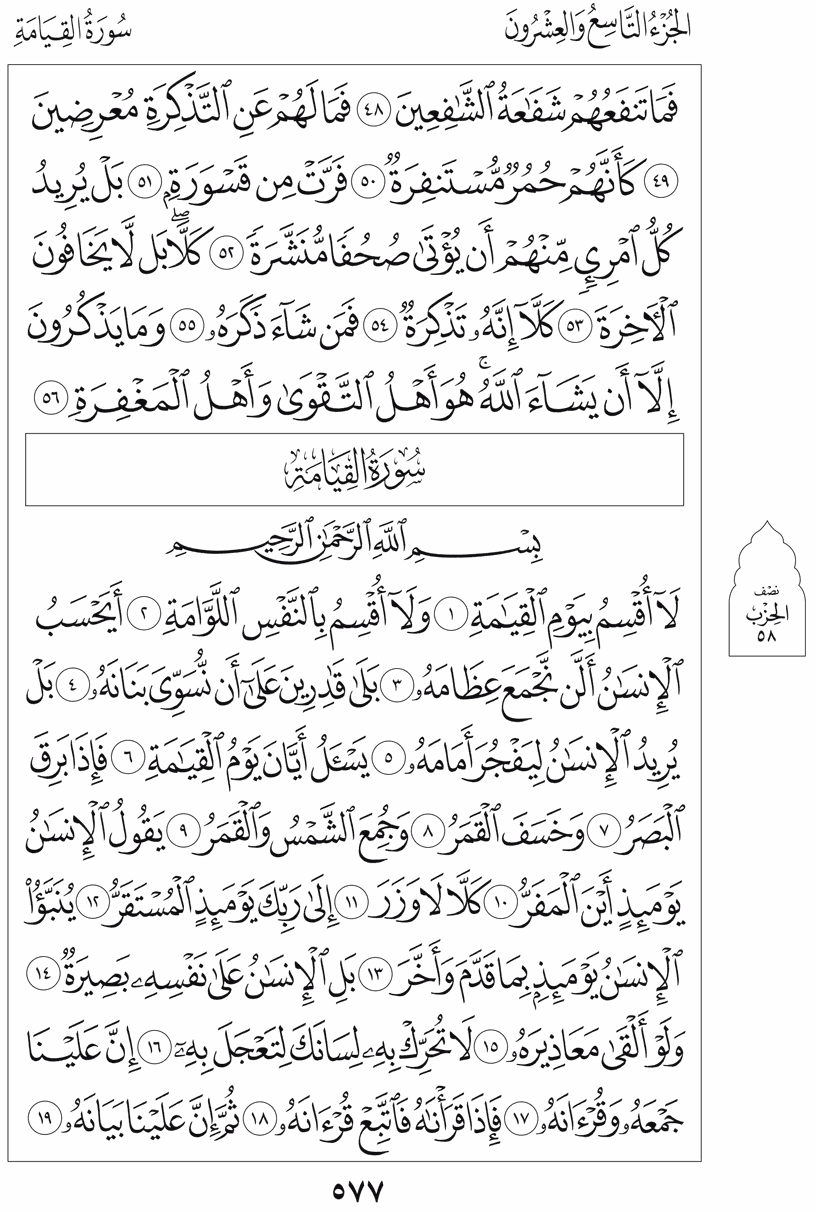 الجُزْءُ التَّاسِعُ وَالعِشْرُونَ
سُورَةُ القِيَامَةِ
فَمَا تَنفَعُهُمْ شَفَٰعَةُ ٱلشَّٰفِعِينَ ٤٨ فَمَا لَهُمْ عَنِ ٱلتَّذْكِرَةِ مُعْرِضِينَ
٤٩ كَأَنَّهُمْ حُمُرٌ مُّسْتَنفِرَةٌ ٥٠ فَرَّتْ مِن قَسْوَرَةٍۭ ٥١ بَلْ يُرِيدُ
كُلُّ ٱمْرِئٍ مِّنْهُمْ أَن يُؤْتَىٰ صُحُفًا مُّنَشَّرَةً ٥٢ كَلَّا ۖ بَل لَّا يَخَافُونَ
ٱلْأَخِرَةَ ٥٣ كَلَّآ إِنَّهُۥ تَذْكِرَةٌ ٥٤ فَمَن شَآءَ ذَكَرَهُۥ ٥٥ وَمَا يَذْكُرُونَ
إِلَّآ أَن يَشَآءَ ٱللَّهُ ۚ هُوَ أَهْلُ ٱلتَّقْوَىٰ وَأَهْلُ ٱلْمَغْفِرَةِ ٥٦
سُورَةُ القِيَامَةِ
بِسْمِ ٱللَّهِ ٱلرَّحْمَٰنِ ٱلرَّحِيمِ
لَآ أُقْسِمُ بِيَوْمِ ٱلْقِيَٰمَةِ ١ وَلَآ أُقْسِمُ بِٱلنَّفْسِ ٱللَّوَّامَةِ ٢ أَيَحْسَبُ
ٱلْإِنسَٰنُ أَلَّن نَّجْمَعَ عِظَامَهُۥ ٣ بَلَىٰ قَٰدِرِينَ عَلَىٰٓ أَن نُّسَوِّىَ بَنَانَهُۥ ٤ بَلْ
يُرِيدُ ٱلْإِنسَٰنُ لِيَفْجُرَ أَمَامَهُۥ ٥ يَسْـَٔلُ أَيَّانَ يَوْمُ ٱلْقِيَٰمَةِ ٦ فَإِذَا بَرِقَ
ٱلْبَصَرُ ٧ وَخَسَفَ ٱلْقَمَرُ ٨ وَجُمِعَ ٱلشَّمْسُ وَٱلْقَمَرُ ٩ يَقُولُ ٱلْإِنسَٰنُ
يَوْمَئِذٍ أَيْنَ ٱلْمَفَرُّ ١٠ كَلَّا لَا وَزَرَ ١١ إِلَىٰ رَبِّكَ يَوْمَئِذٍ ٱلْمُسْتَقَرُّ ١٢ يُنَبَّؤُا۟
ٱلْإِنسَٰنُ يَوْمَئِذٍۭ بِمَا قَدَّمَ وَأَخَّرَ ١٣ بَلِ ٱلْإِنسَٰنُ عَلَىٰ نَفْسِهِۦ بَصِيرَةٌ ١٤
وَلَوْ أَلْقَىٰ مَعَاذِيرَهُۥ ١٥ لَا تُحَرِّكْ بِهِۦ لِسَانَكَ لِتَعْجَلَ بِهِۦٓ ١٦ إِنَّ عَلَيْنَا
جَمْعَهُۥ وَقُرْءَانَهُۥ ١٧ فَإِذَا قَرَأْنَٰهُ فَٱتَّبِعْ قُرْءَانَهُۥ ١٨ ثُمَّ إِنَّ عَلَيْنَا بَيَانَهُۥ ١٩
نصْف
الحِزْب
٥٨
٥٧٧